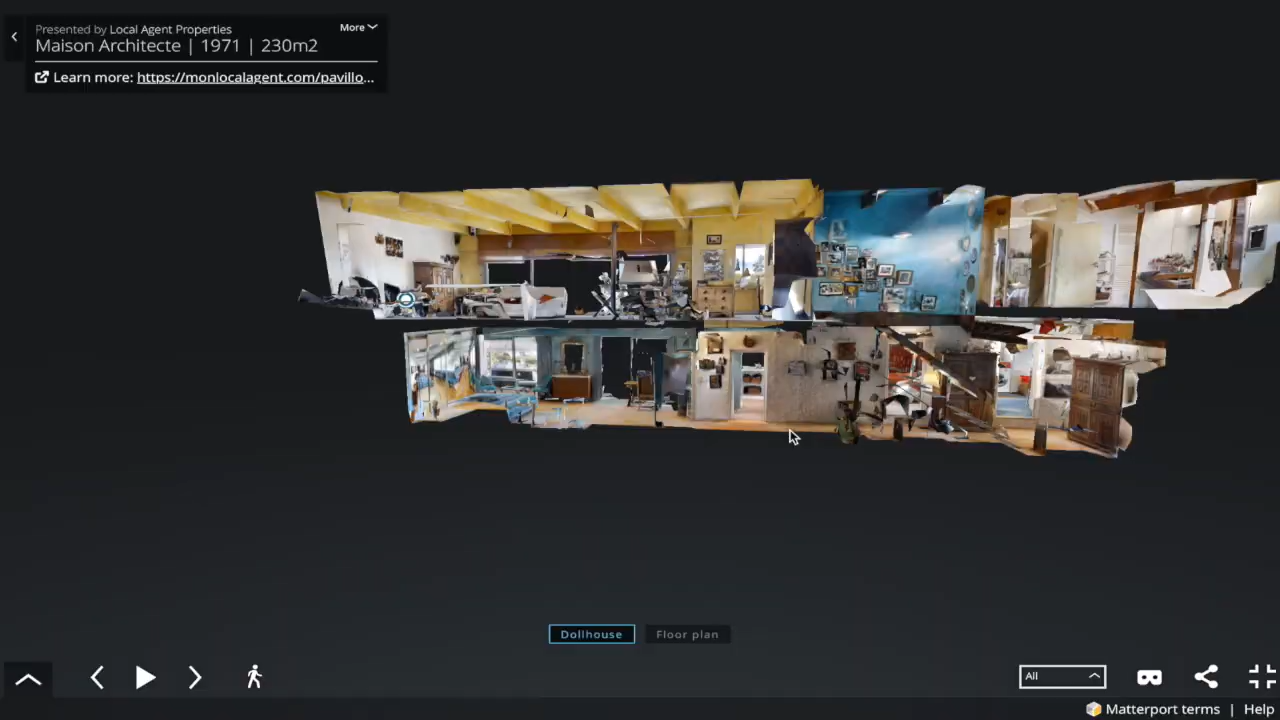 Presented by Local Agent Properties
More
Maison Architecte | 1971 | 230m2
Learn more: https://monlocalagent.com/pavillo...
Dollhouse
Floor plan
All
Matterport terms | Help